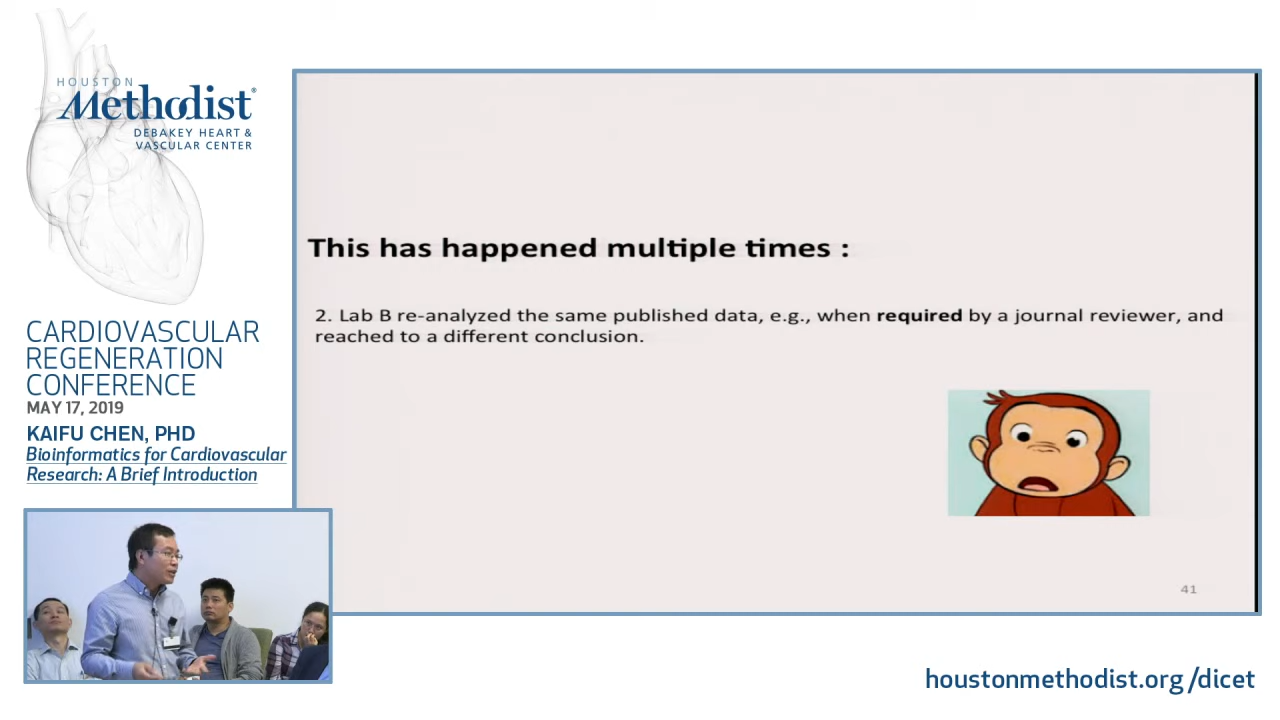 HOUSTON
Methodist®
DEBAKEY HEART &
VASCULAR CENTER
CARDIOVASCULAR
REGENERATION
CONFERENCE
MAY 17, 2019
KAIFU CHEN, PHD
Bioinformatics for Cardiovascular
Research: A Brief Introduction
This has happened multiple times :
2. Lab B re-analyzed the same published data, e.g., when required by a journal reviewer, and
reached to a different conclusion.
41
houstonmethodist.org/dicet